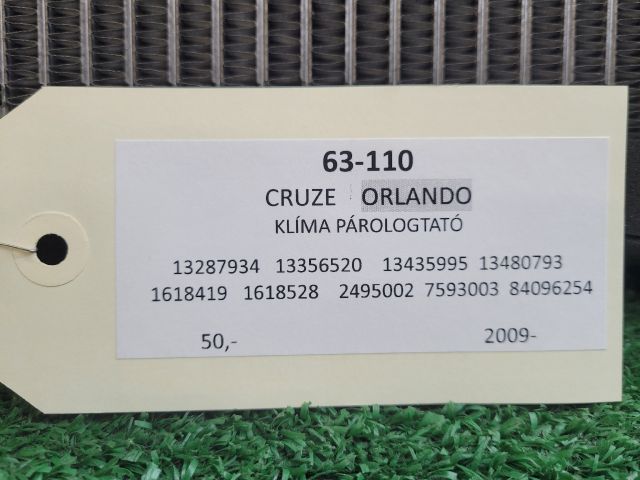 63-110
CRUZE ORLANDO
KLÍMA PÁROLOGTATÓ
13287934 13356520 13435995 13480793
1618419 1618528 2495002 7593003 84096254
50,- 2009-